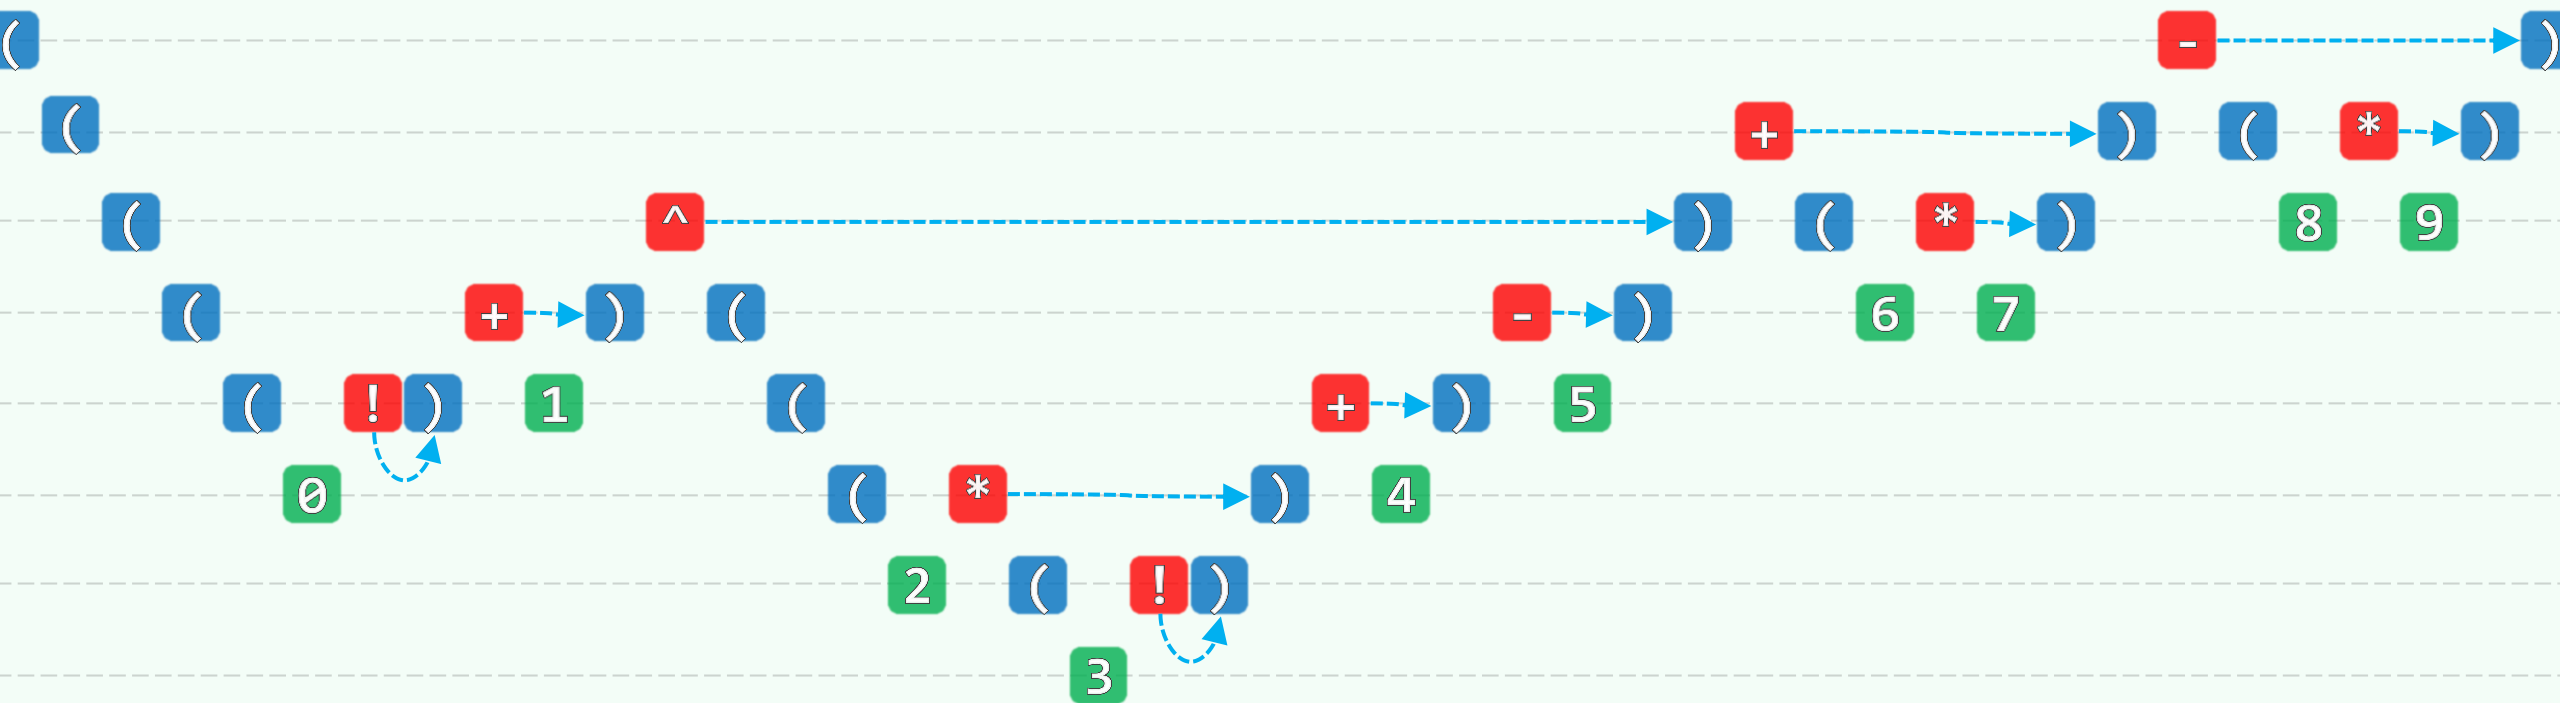 ( - )
( + ) ( * )
( ^ ) ( * ) 8 9
( + ) ( - ) 6 7
( ! ) 1 ( + ) 5
0 ( * ) 4
2 ( ! )
3